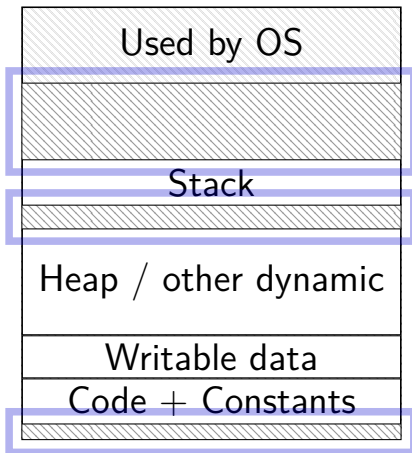 Used by OS
Stack
Heap / other dynamic
Writable data
Code + Constants